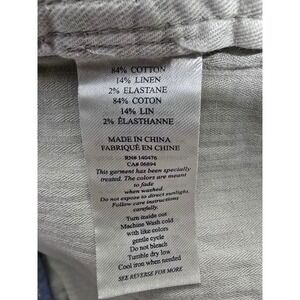 84% COTTON
14% LINEN
2% ELASTANE
84% COTON
14% LIN
2% ÉLASTHANNE
MADE IN CHINA
FABRIQUÉ EN CHINE
RN# 140476
CA# 06894
This garment has been specially
treated. The colors are meant
to fade
when washed.
Do not expose to direct sunlight.
Follow care instructions
carefully.
Turn inside out
Machine Wash cold
with like colors
gentle cycle
Do not bleach
Tumble dry low
Cool iron when needed
SEE REVERSE FOR MORE